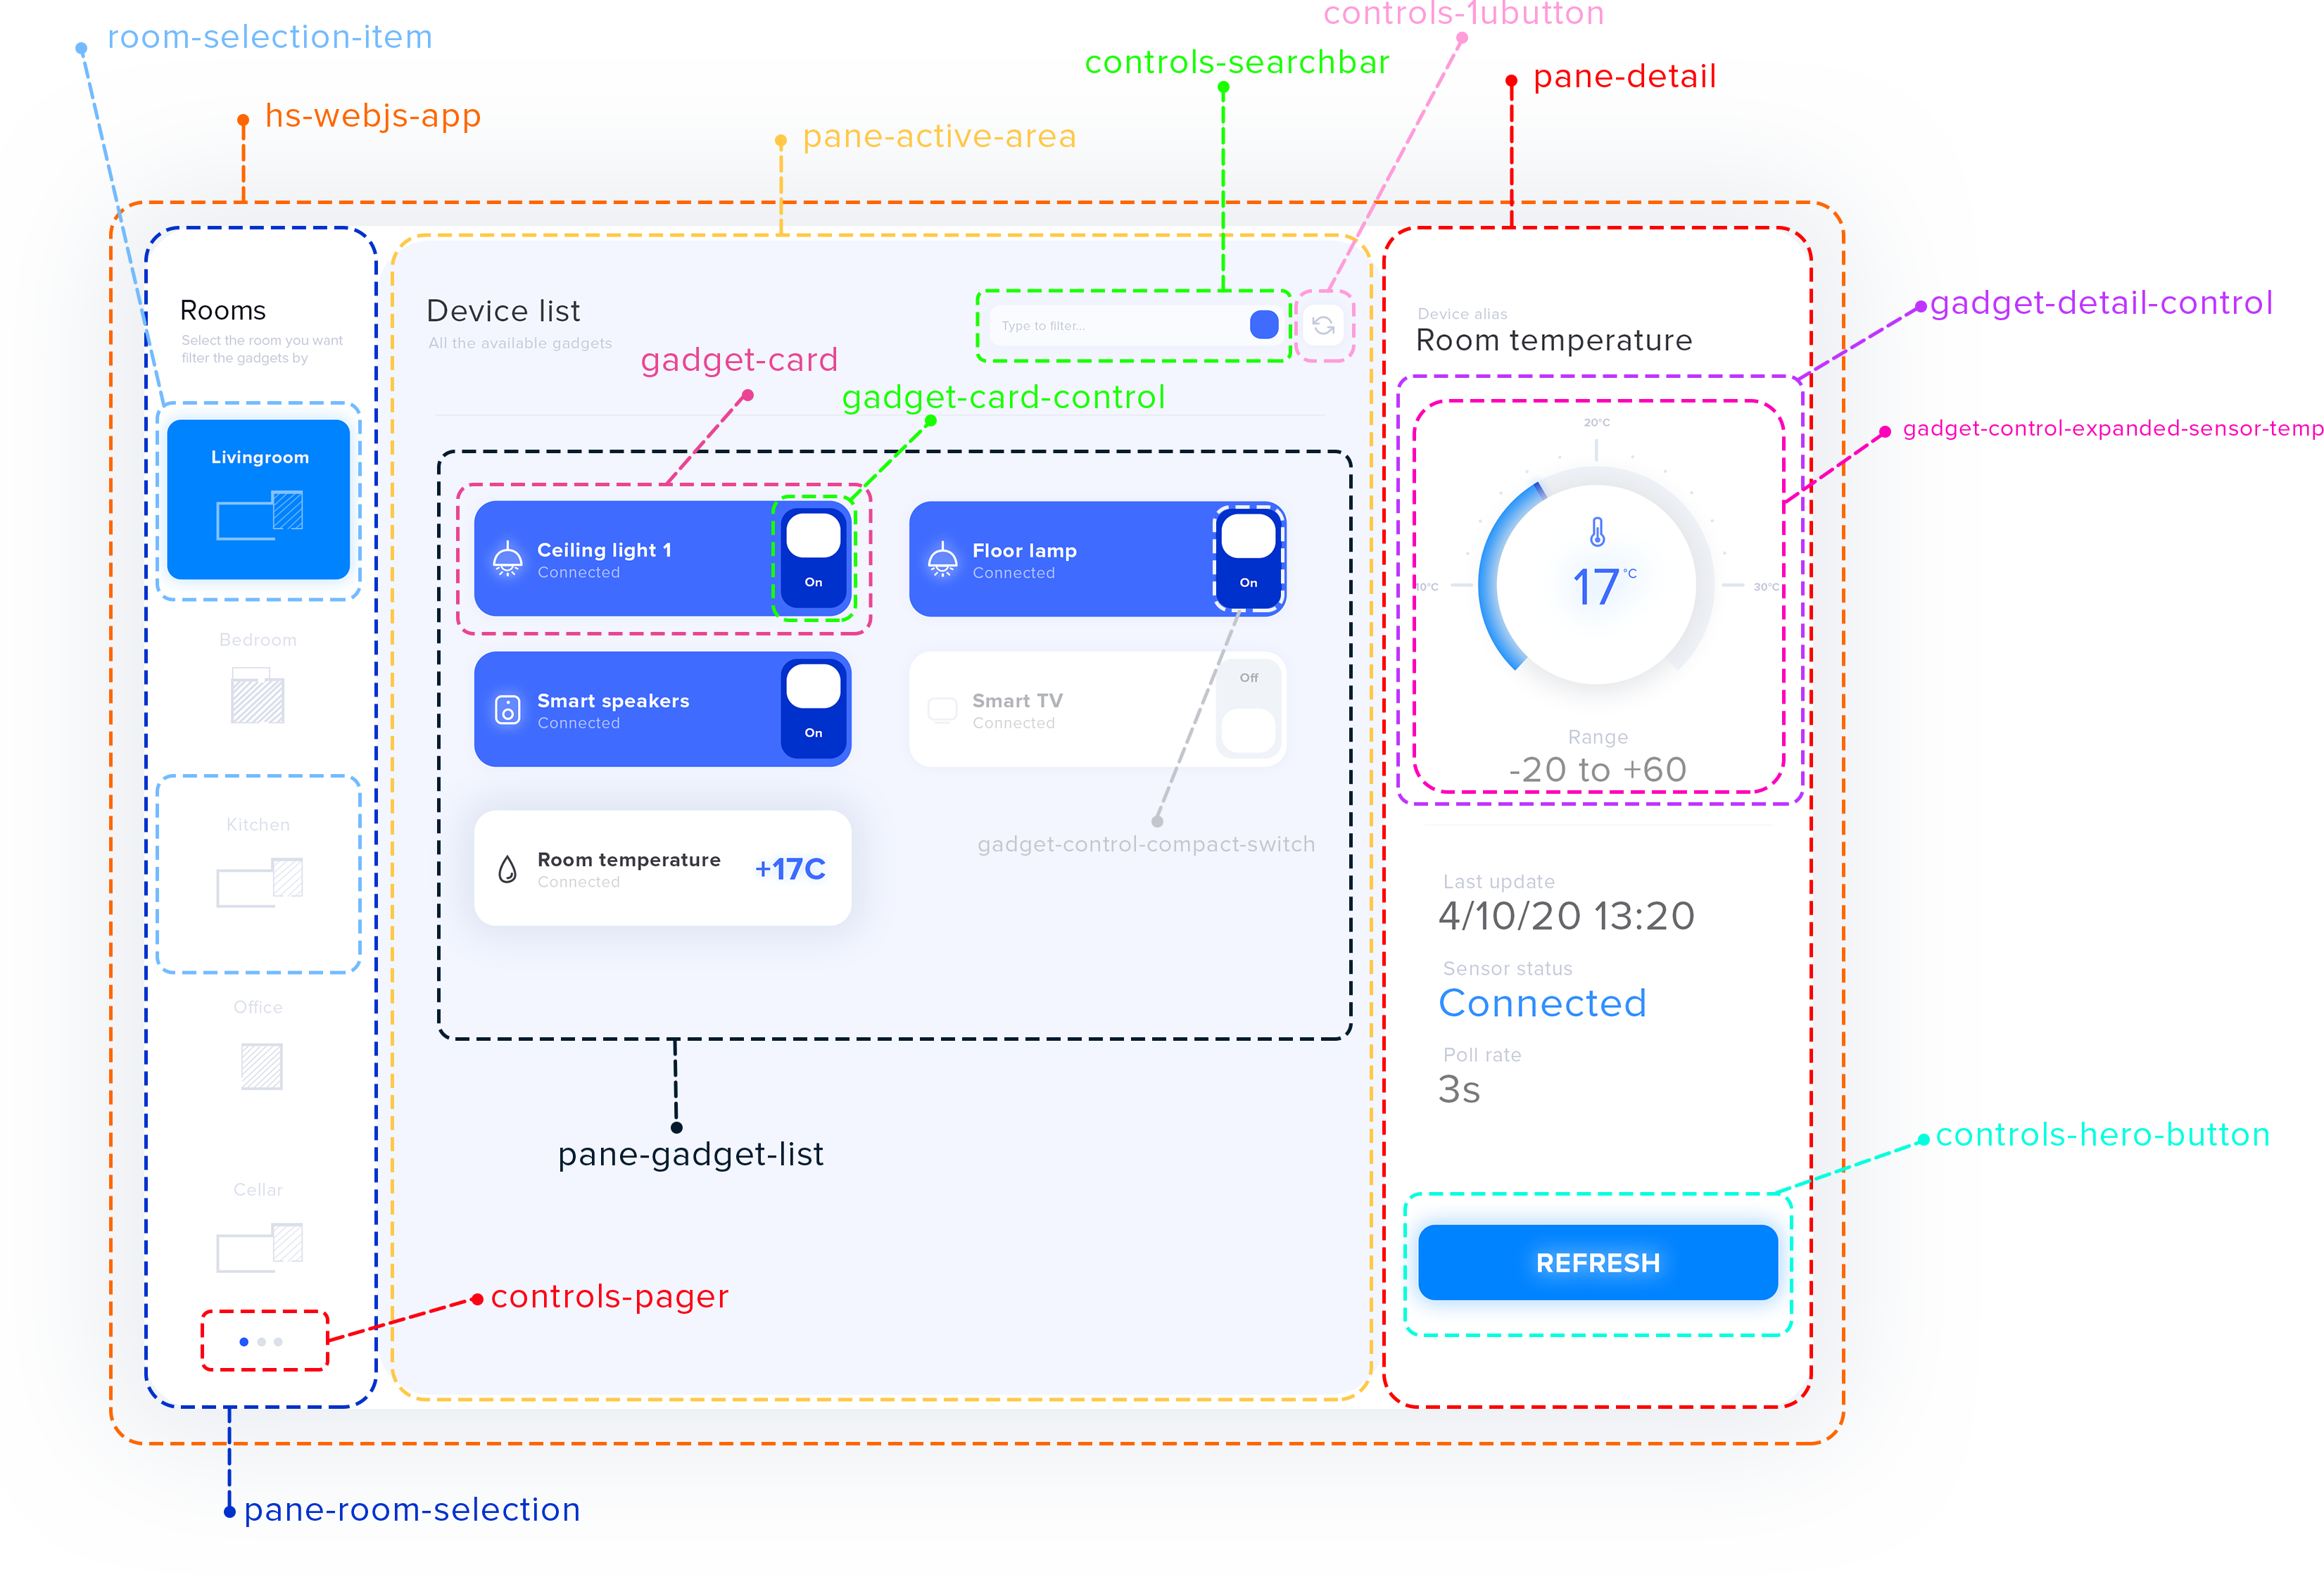 controls-1ubutton
room-selection-item
controls-searchbar
pane-detail
hs-webjs-app
pane-active-area
Rooms
Select the room you want
filter the gadgets by
Livingroom
Bedroom
Kitchen
Office
Cellar
controls-pager
pane-room-selection
Device list
All the available gadgets
Type to filter...
gadget-card
gadget-card-control
Ceiling light 1
Connected
On
Floor lamp
Connected
On
Smart speakers
Connected
On
Smart TV
Connected
Off
Room temperature
Connected
+17C
gadget-control-compact-switch
pane-gadget-list
Device alias
Room temperature
gadget-detail-control
gadget-control-expanded-sensor-temp
20°C
17°C
10°C
30°C
Range
-20 to +60
Last update
4/10/20 13:20
Sensor status
Connected
Poll rate
3s
controls-hero-button
REFRESH